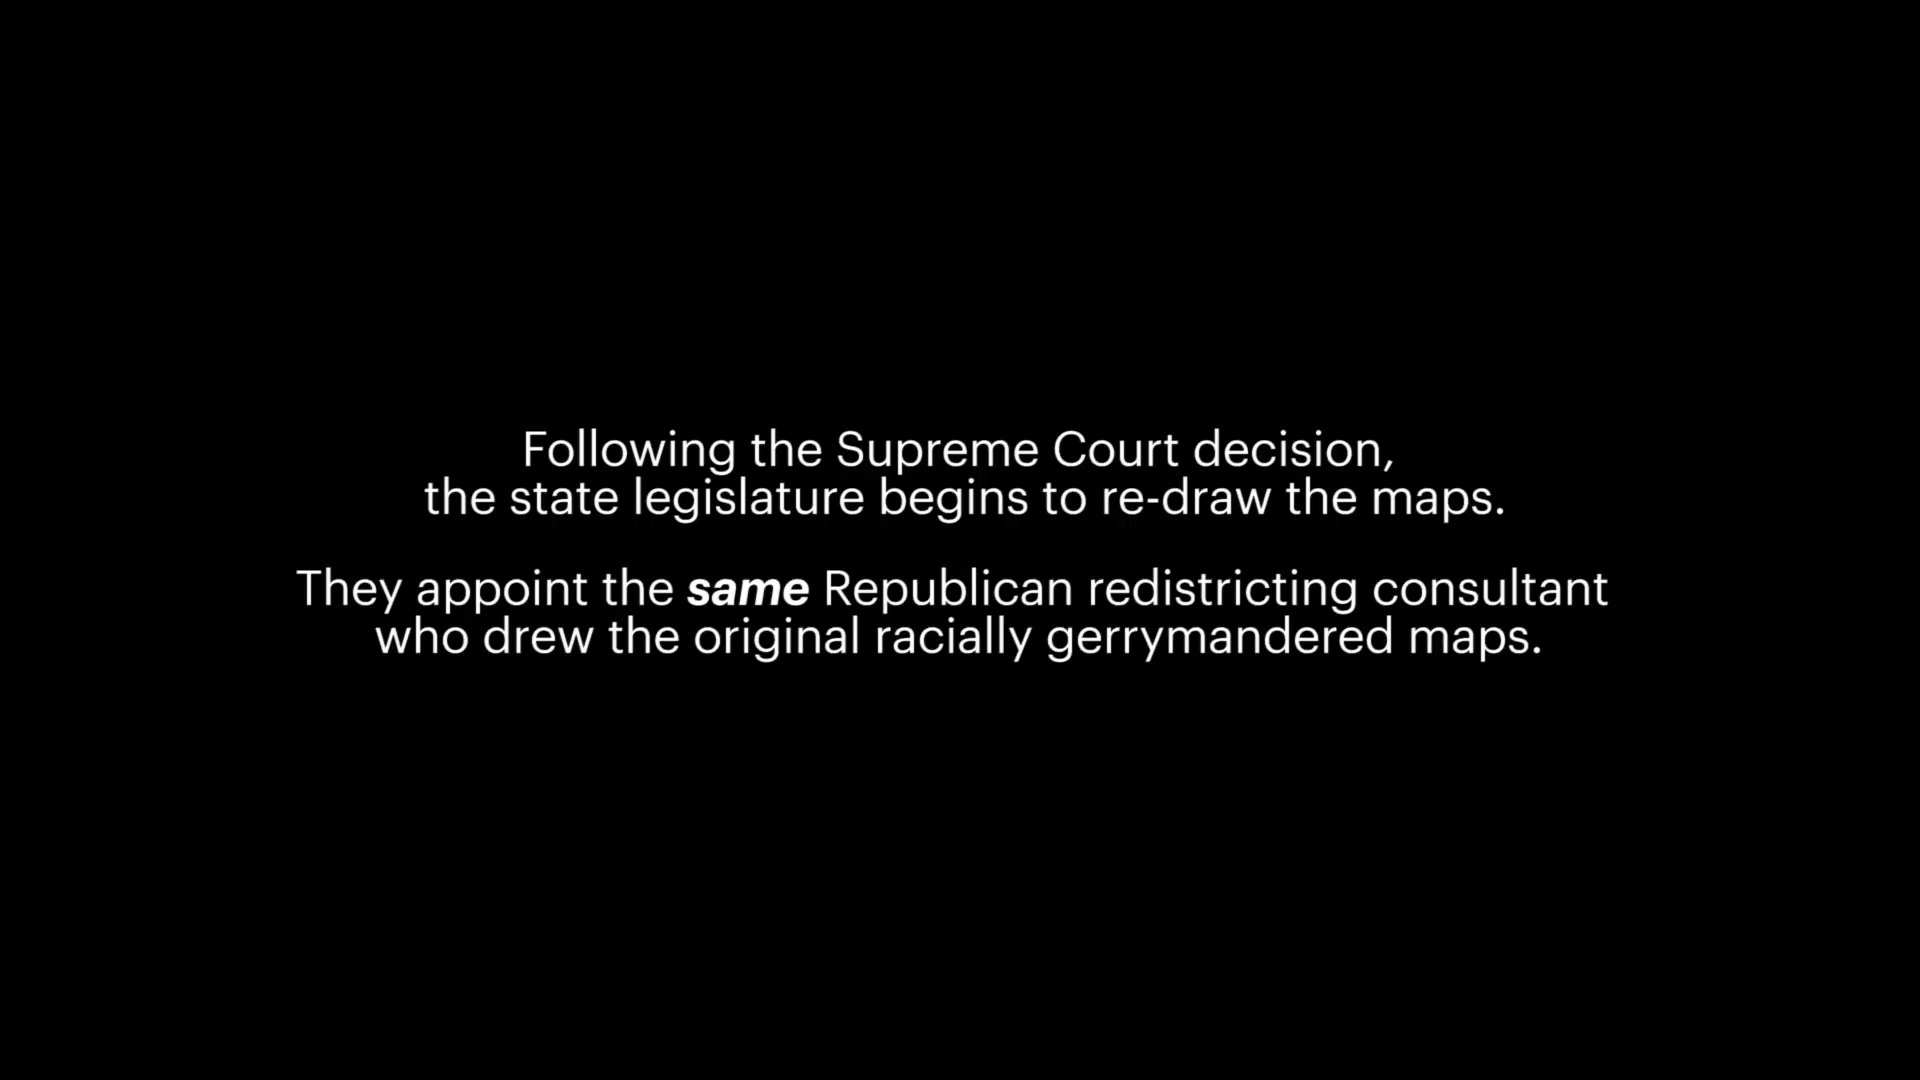 Following the Supreme Court decision,
the state legislature begins to re-draw the maps.
They appoint the same Republican redistricting consultant
who drew the original racially gerrymandered maps.